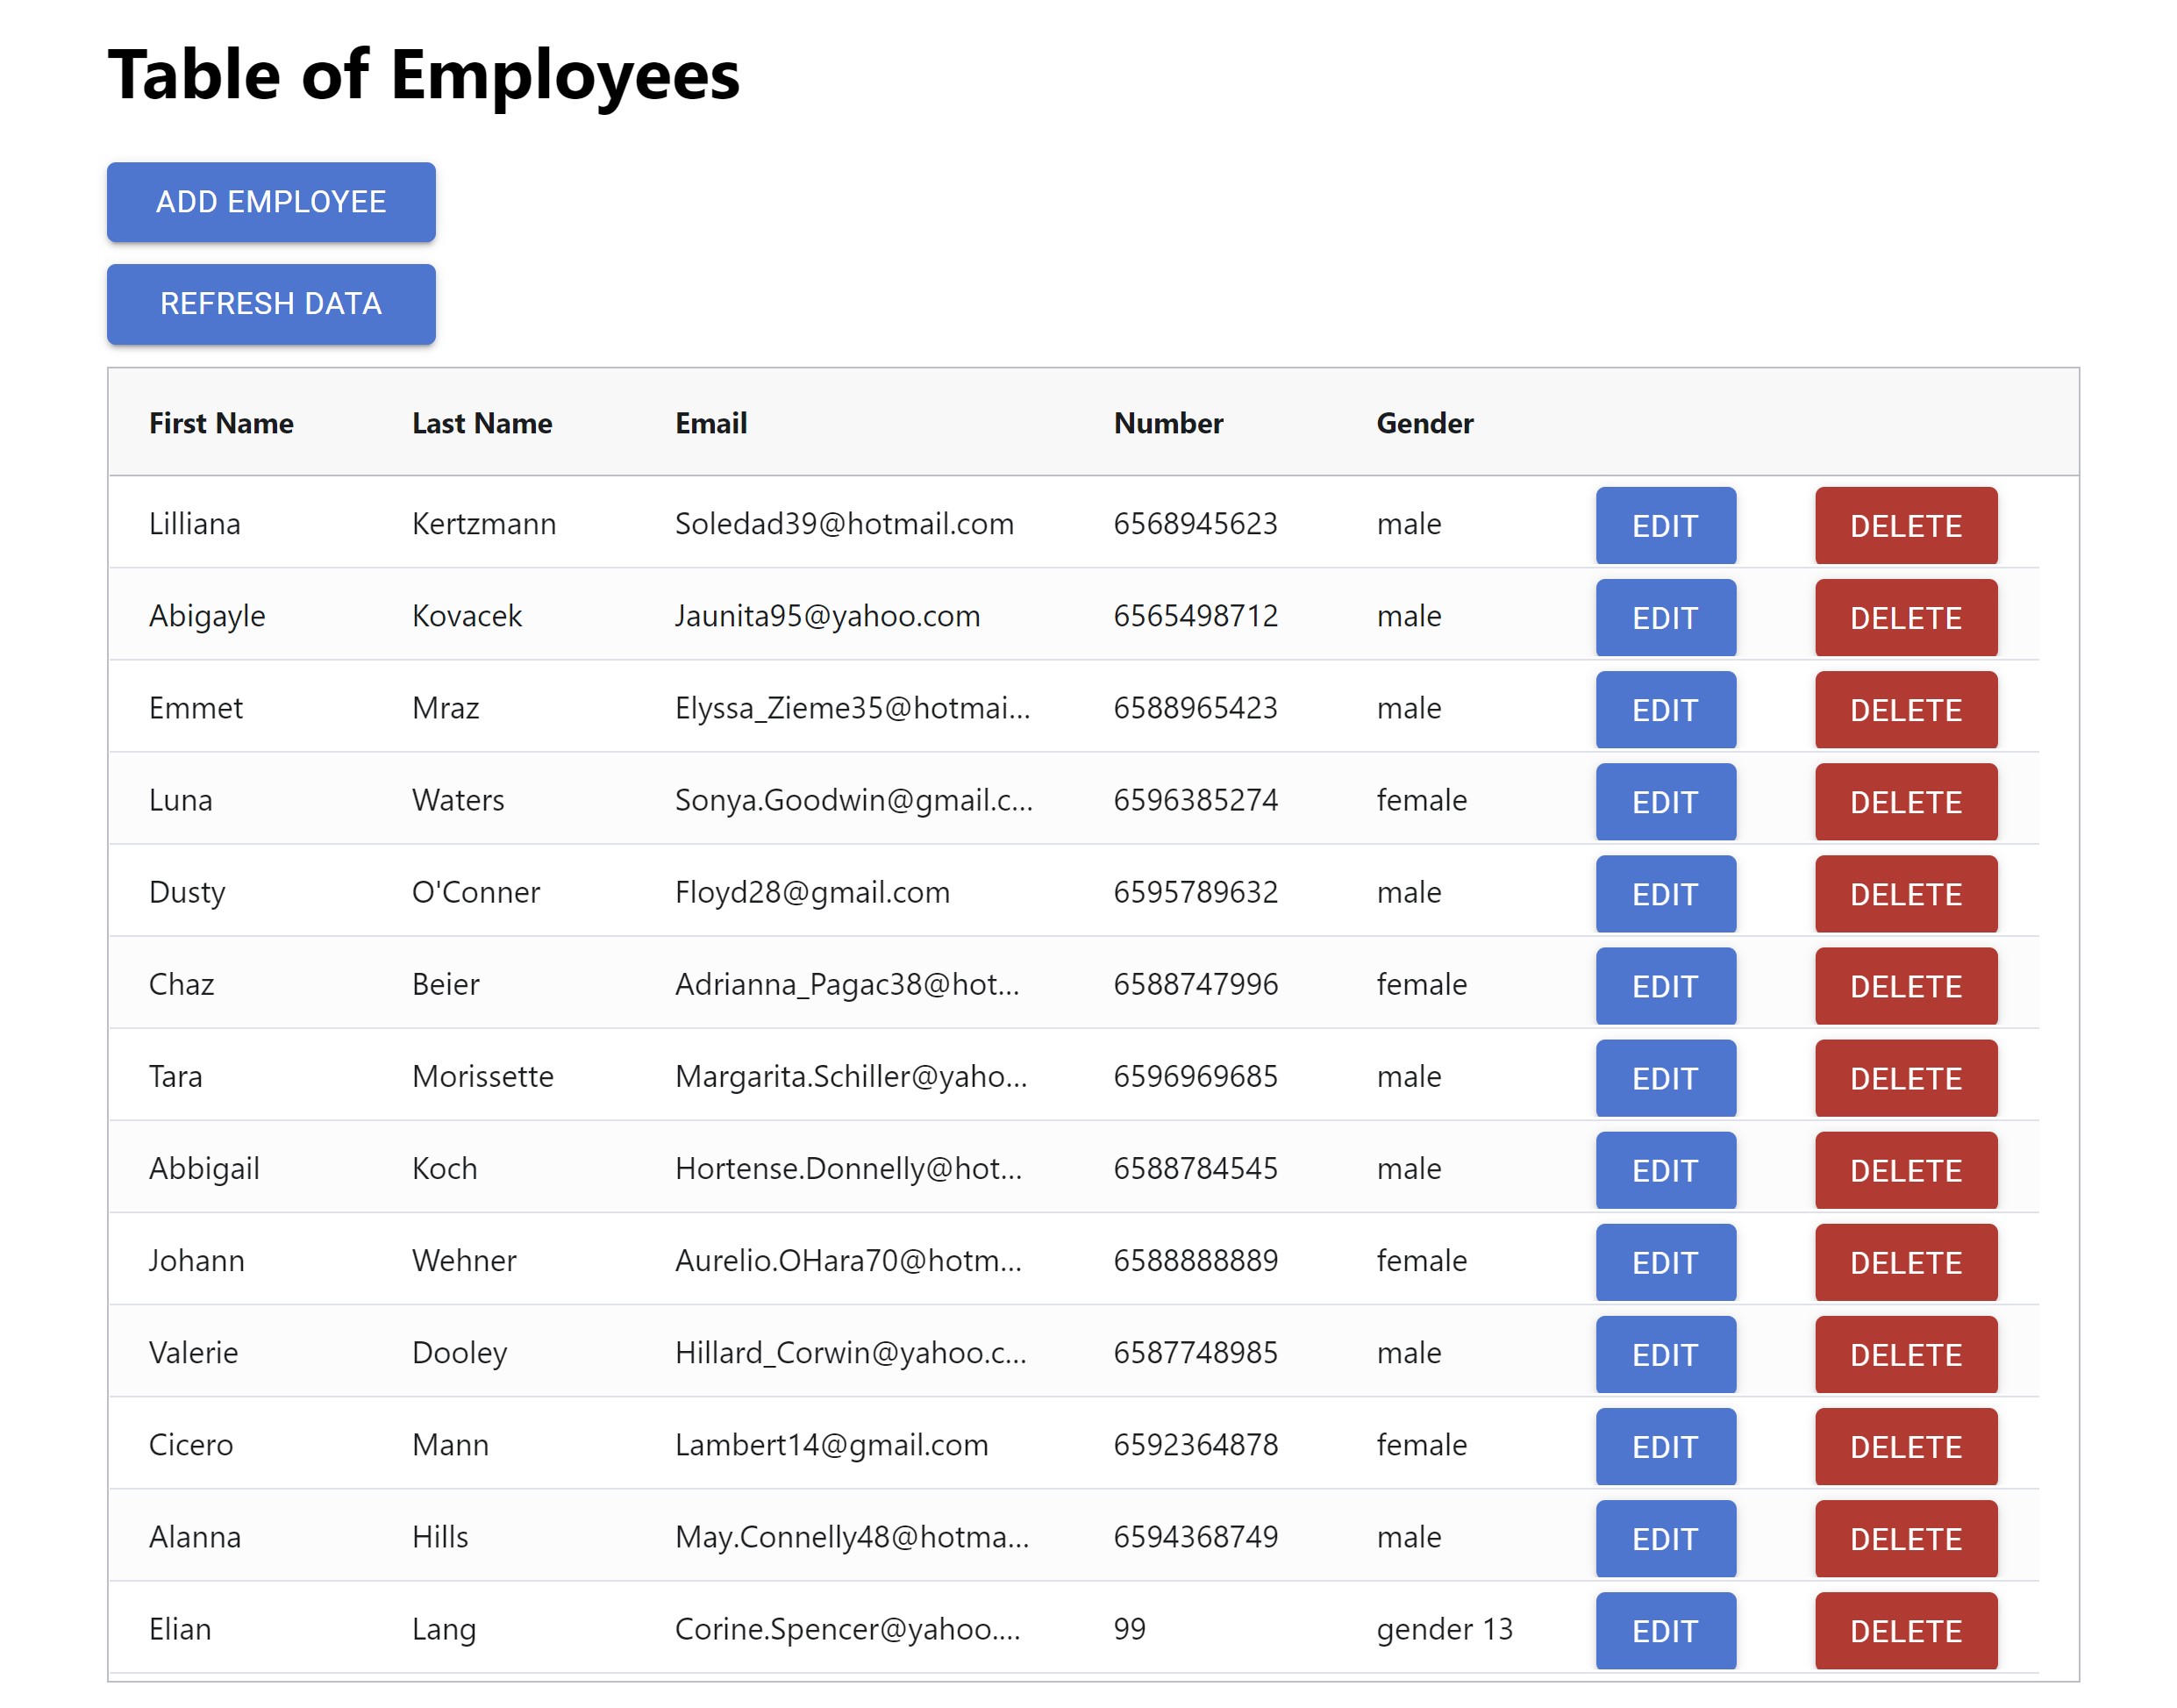 Table of Employees
ADD EMPLOYEE
REFRESH DATA
First Name Last Name Email Number Gender
Lilliana Kertzmann Soledad39@hotmail.com 6568945623 male EDIT DELETE
Abigayle Kovacek Jaunita95@yahoo.com 6565498712 male EDIT DELETE
Emmet Mraz Elyssa_Zieme35@hotmai... 6588965423 male EDIT DELETE
Luna Waters Sonya.Goodwin@gmail.c... 6596385274 female EDIT DELETE
Dusty O'Conner Floyd28@gmail.com 6595789632 male EDIT DELETE
Chaz Beier Adrianna_Pagac38@hot... 6588747996 female EDIT DELETE
Tara Morissette Margarita.Schiller@yaho... 6596969685 male EDIT DELETE
Abbigail Koch Hortense.Donnelly@hot... 6588784545 male EDIT DELETE
Johann Wehner Aurelio.OHara70@hotm... 6588888889 female EDIT DELETE
Valerie Dooley Hillard_Corwin@yahoo.c... 6587748985 male EDIT DELETE
Cicero Mann Lambert14@gmail.com 6592364878 female EDIT DELETE
Alanna Hills May.Connelly48@hotma... 6594368749 male EDIT DELETE
Elian Lang Corine.Spencer@yahoo.... 99 gender 13 EDIT DELETE